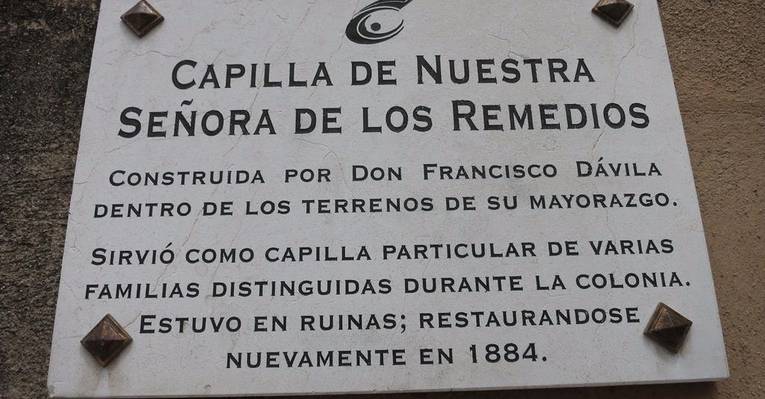 CAPILLA DE NUESTRA
SEÑORA DE LOS REMEDIOS
CONSTRUIDA POR DON FRANCISCO DÁVILA
DENTRO DE LOS TERRENOS DE SU MAYORAZGO.
SIRVIÓ COMO CAPILLA PARTICULAR DE VARIAS
FAMILIAS DISTINGUIDAS DURANTE LA COLONIA.
ESTUVO EN RUINAS; RESTAURANDOSE
NUEVAMENTE EN 1884.